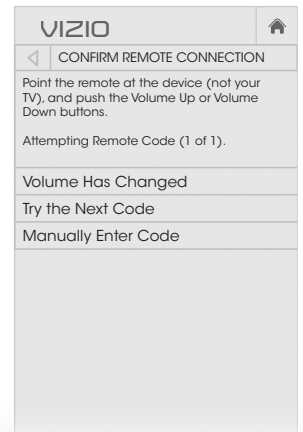 VIZIO
CONFIRM REMOTE CONNECTION
Point the remote at the device (not your
TV), and push the Volume Up or Volume
Down buttons.
Attempting Remote Code (1 of 1).
Volume Has Changed
Try the Next Code
Manually Enter Code